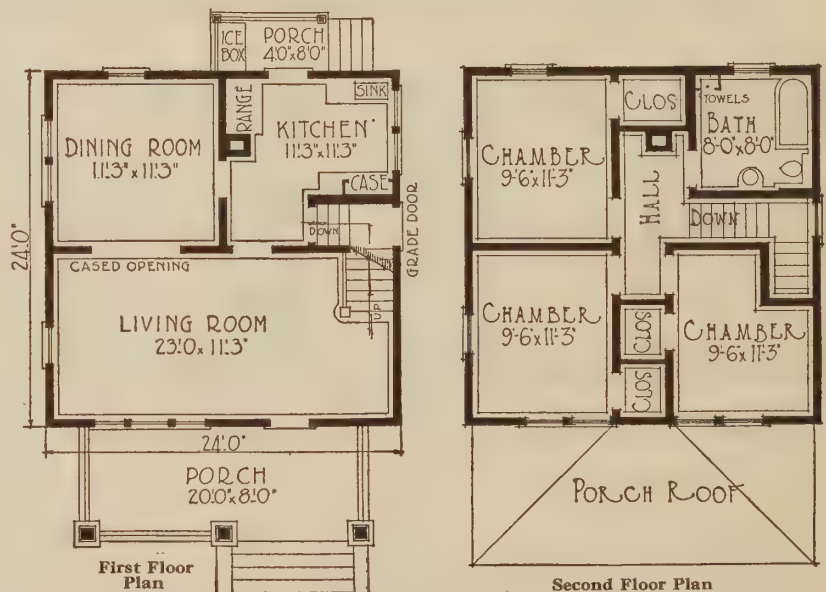 ICE
BOX
PORCH
4'.0"x8'.0"
SINK
RANGE
KITCHEN
11'.3"x11'.3"
DINING ROOM
11'.3"x11'.3"
CASE
DOWN
GRADE DOOR
24'.0"
CASED OPENING
UP
LIVING ROOM
23'.0 x 11'.3"
24'.0"
PORCH
20'.0"x8'.0"
First Floor
Plan
CLOS
TOWELS
BATH
8'-0"x8'-0"
CHAMBER
9'-6"x11'-3"
HALL
DOWN
CHAMBER
9'-6"x11'-3"
CLOS
CHAMBER
9'-6"x11'-3"
CLOS
PORCH ROOF
Second Floor Plan